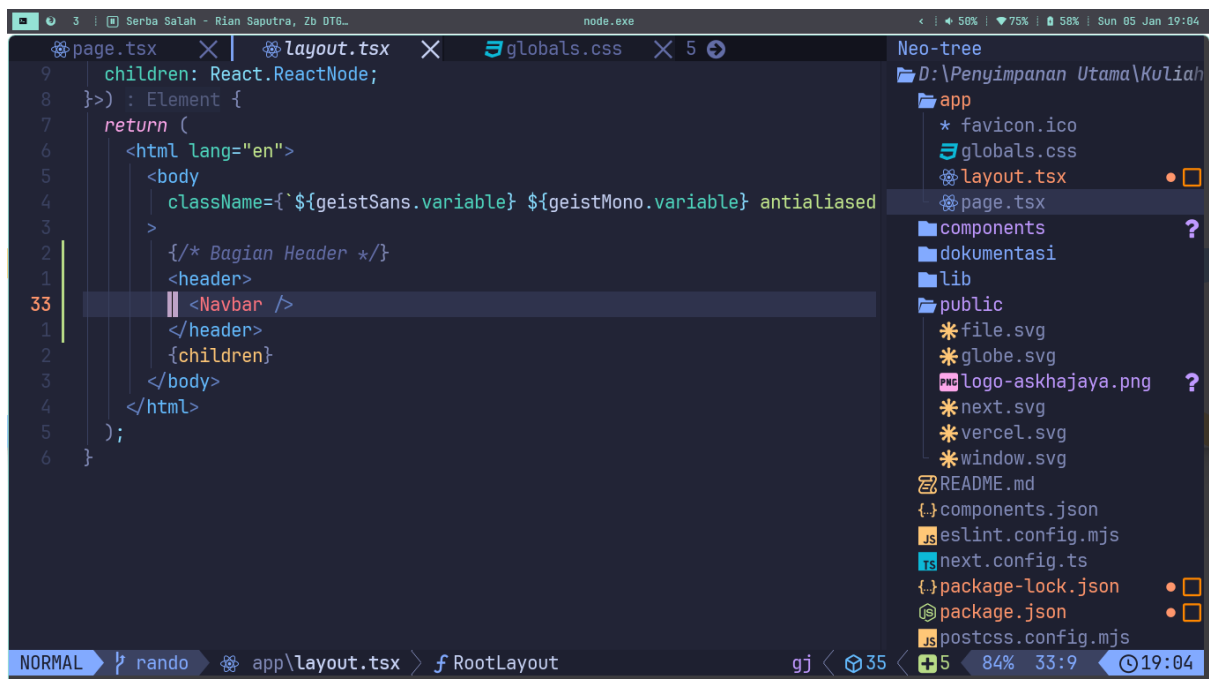 3 Serba Salah - Rian Saputra, Zb DTG… node.exe < 50% 75% 58% Sun 05 Jan 19:04
page.tsx layout.tsx globals.css 5
9 children: React.ReactNode;
8 }>) : Element {
7 return (
6 <html lang="en">
5 <body
4 className={`${geistSans.variable} ${geistMono.variable} antialiased
3 >
2 {/* Bagian Header */}
1 <header>
33 <Navbar />
1 </header>
2 {children}
3 </body>
4 </html>
5 );
6 }
Neo-tree
D:\Penyimpanan Utama\Kuliah
app
* favicon.ico
globals.css
layout.tsx
page.tsx
components ?
dokumentasi
lib
public
file.svg
globe.svg
PNG logo-askhajaya.png ?
next.svg
vercel.svg
window.svg
README.md
{..} components.json
JS eslint.config.mjs
TS next.config.ts
{..} package-lock.json
JS package.json
JS postcss.config.mjs
NORMAL rando app\layout.tsx RootLayout gj 35 5 84% 33:9 19:04